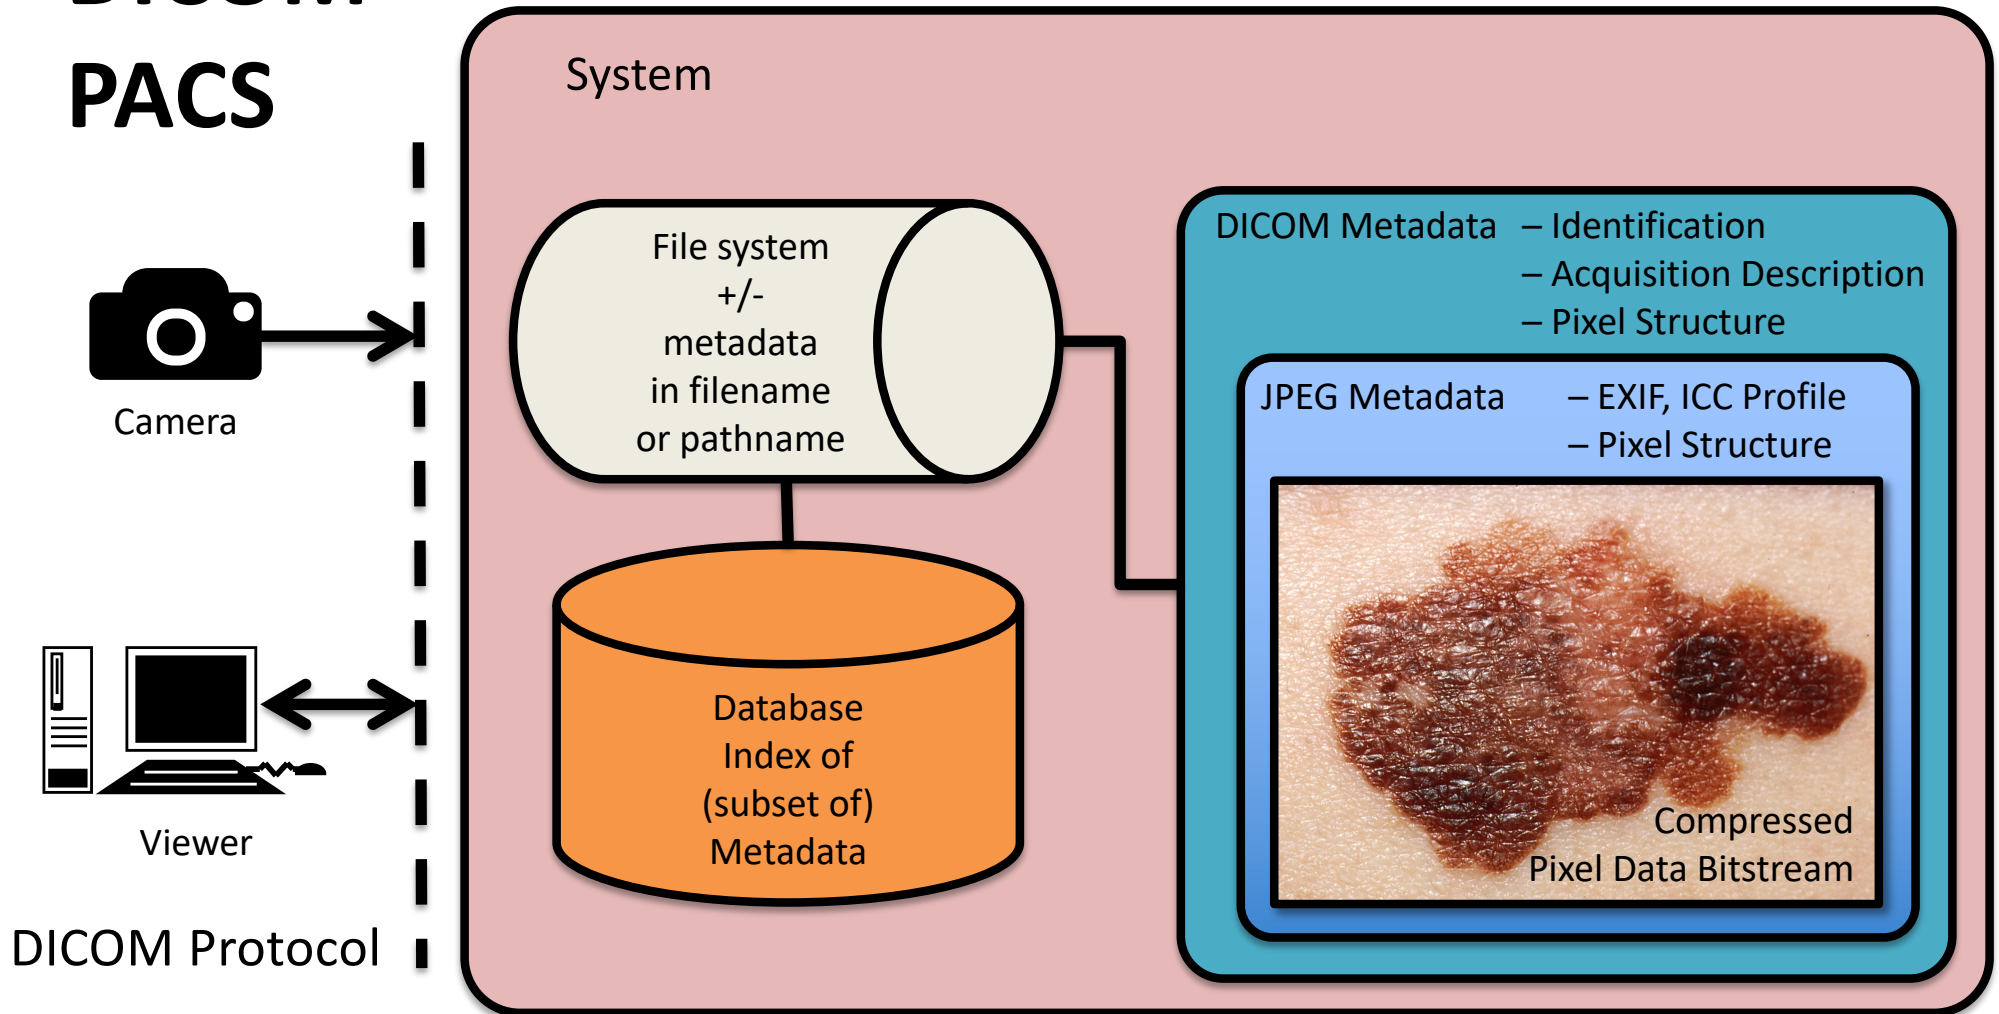 DICOM
PACS
System
Camera
Viewer
DICOM Protocol
File system
+/-
metadata
in filename
or pathname
Database
Index of
(subset of)
Metadata
DICOM Metadata – Identification
– Acquisition Description
– Pixel Structure
JPEG Metadata – EXIF, ICC Profile
– Pixel Structure
Compressed
Pixel Data Bitstream